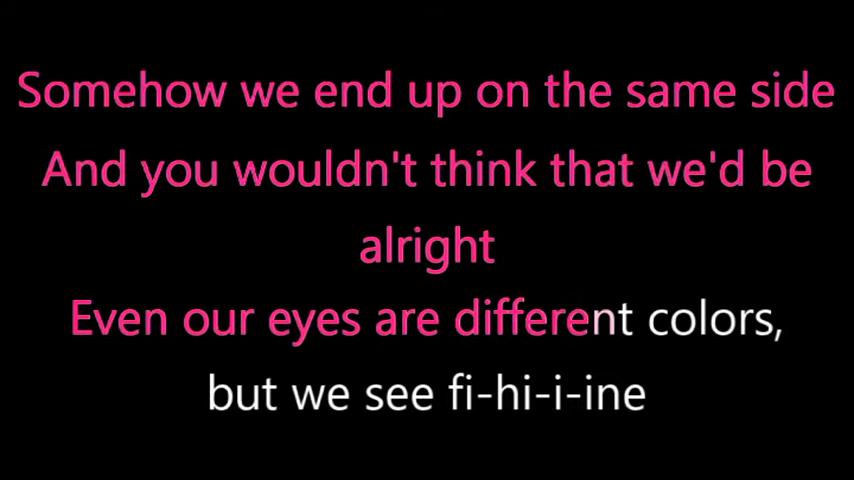 Somehow we end up on the same side
And you wouldn't think that we'd be
alright
Even our eyes are different colors,
but we see fi-hi-i-ine